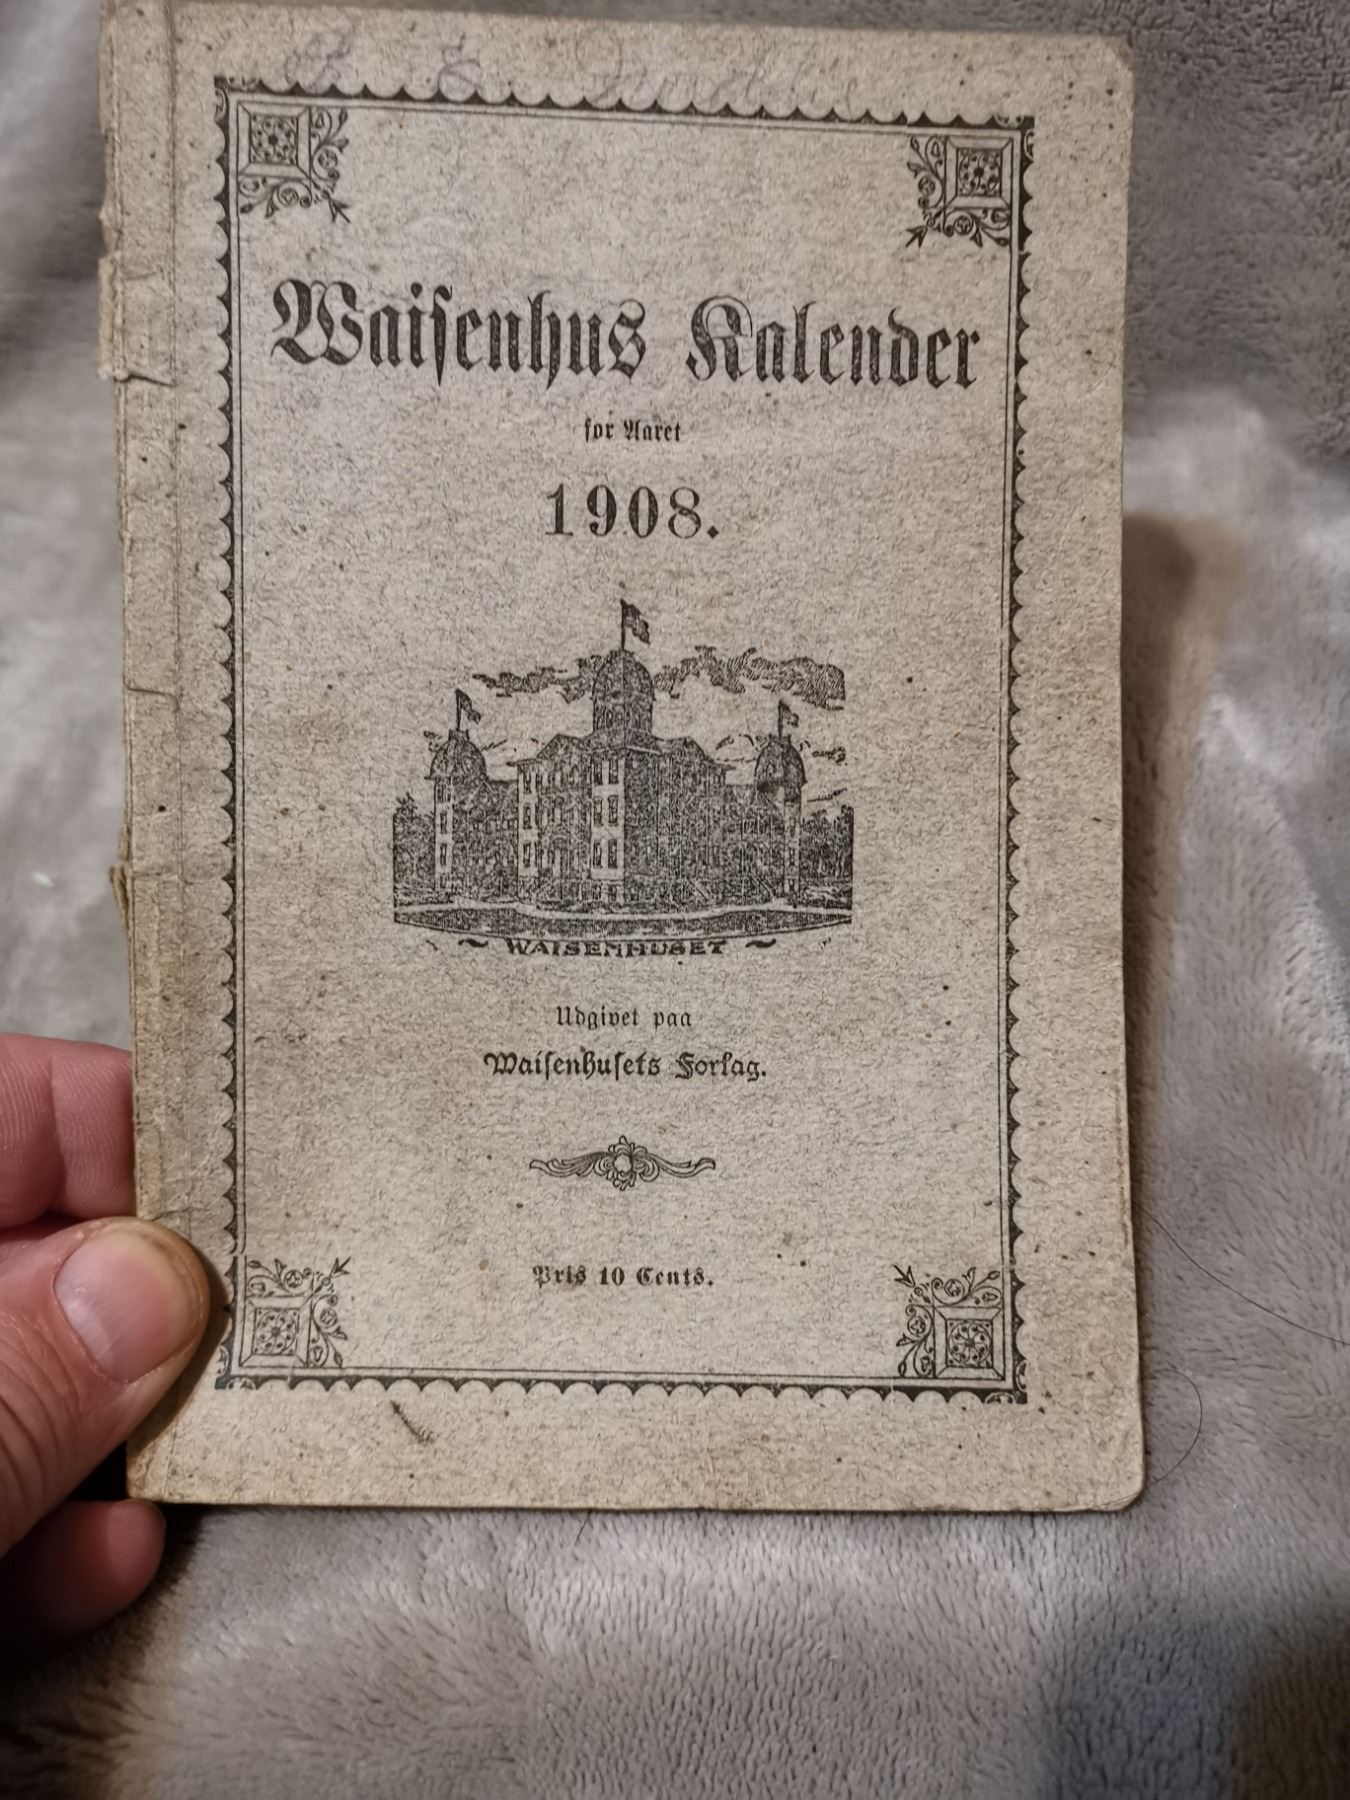 Waisenhus Kalender
for Aaret
1908.
WAISENHUSET
Udgivet paa
Waisenhusets Forlag.
Pris 10 Cents.